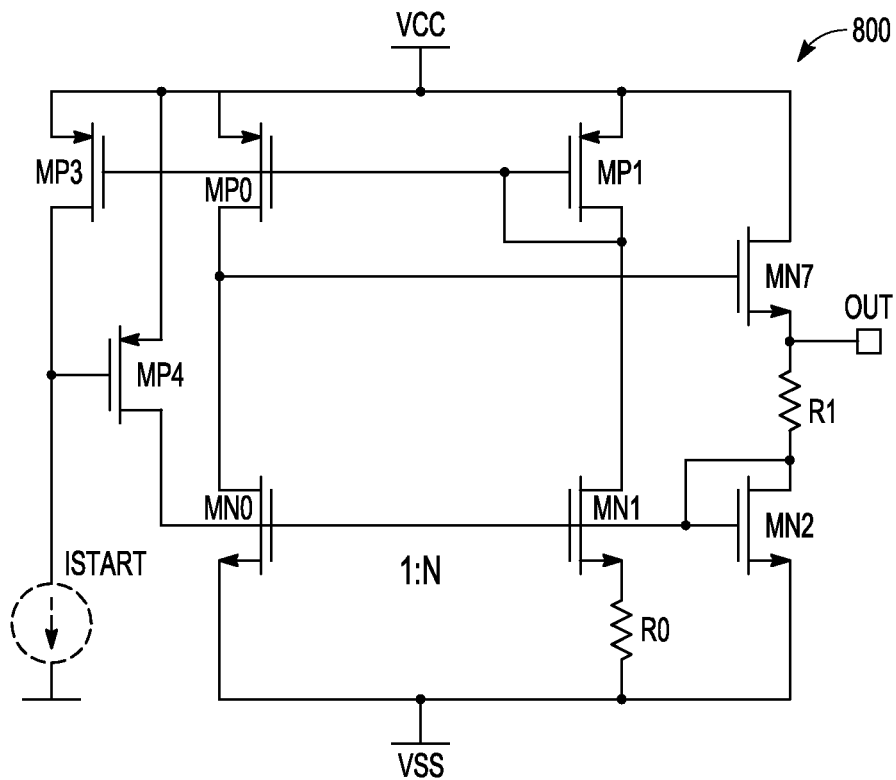 VCC
800
MP3
MP0
MP1
MN7
OUT
MP4
R1
MN0
MN1
MN2
ISTART
1:N
R0
VSS